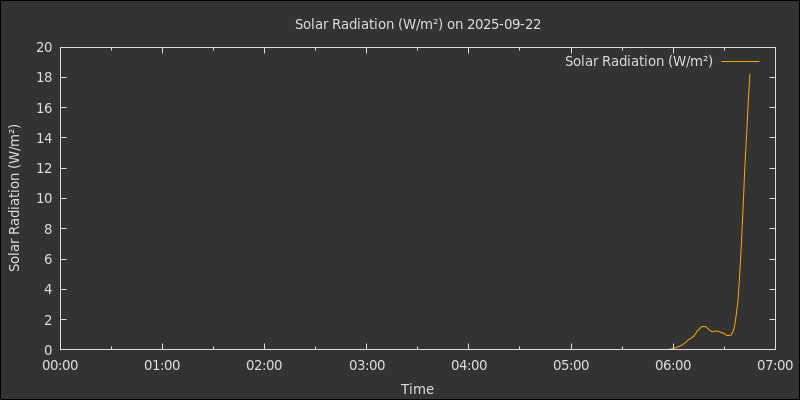 Solar Radiation (W/m²) on 2025-09-22
Solar Radiation (W/m²)
Solar Radiation (W/m²)
20
18
16
14
12
10
8
6
4
2
0
00:00 01:00 02:00 03:00 04:00 05:00 06:00 07:00
Time